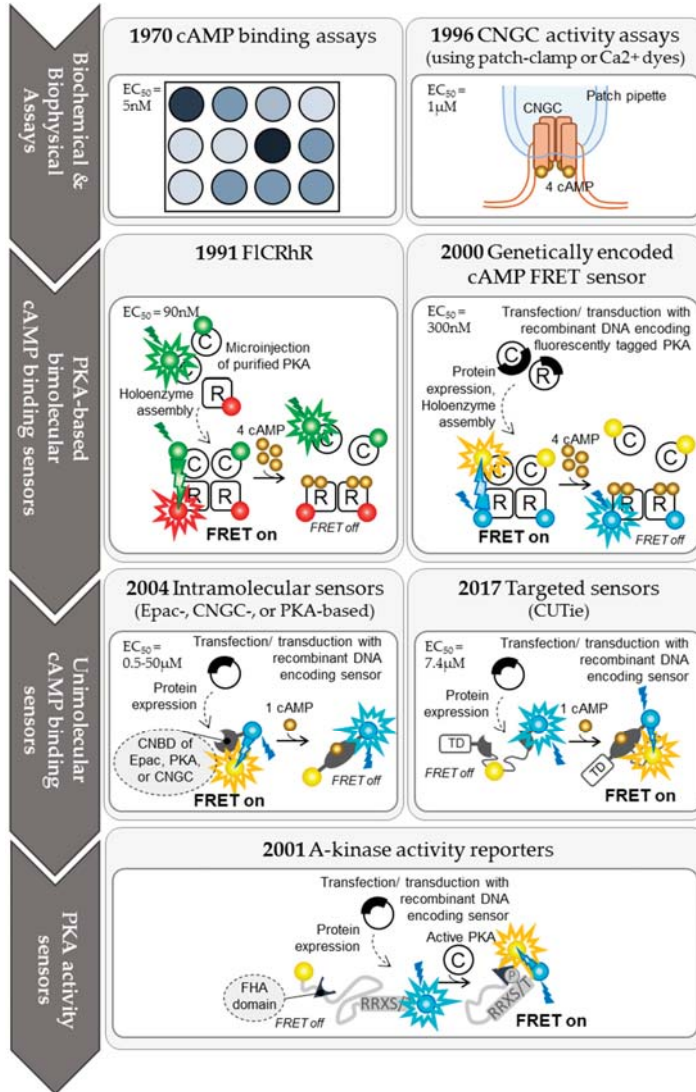 Biochemical &
Biophysical
Assays
1970 cAMP binding assays
EC50 =
5nM
1996 CNGC activity assays
(using patch-clamp or Ca2+ dyes)
EC50 =
1µM
CNGC
Patch pipette
4 cAMP
PKA-based
bimolecular
cAMP binding sensors
1991 FlCRhR
EC50 = 90nM
C
C
Microinjection
of purified PKA
R
Holoenzyme
assembly
4 cAMP
C C
R R
C
C
R R
FRET on
FRET off
2000 Genetically encoded
cAMP FRET sensor
EC50 =
300nM
Transfection/ transduction with
recombinant DNA encoding
fluorescently tagged PKA
C
R
Protein
expression,
Holoenzyme
assembly
4 cAMP
C C
R R
C
C
R R
FRET on
FRET off
Unimolecular
cAMP binding
sensors
2004 Intramolecular sensors
(Epac-, CNGC-, or PKA-based)
EC50 =
0.5-50µM
Transfection/ transduction with
recombinant DNA
encoding sensor
Protein
expression
1 cAMP
CNBD of
Epac, PKA,
or CNGC
FRET off
FRET on
2017 Targeted sensors
(CUTie)
EC50 =
7.4µM
Transfection/ transduction with
recombinant DNA
encoding sensor
Protein
expression
1 cAMP
TD
FRET off
TD
FRET on
PKA activity
sensors
2001 A-kinase activity reporters
Transfection/ transduction with
recombinant DNA
encoding sensor
Protein
expression
Active PKA
C
FHA
domain
FRET off
RRXS/
P
RRXS/T
FRET on